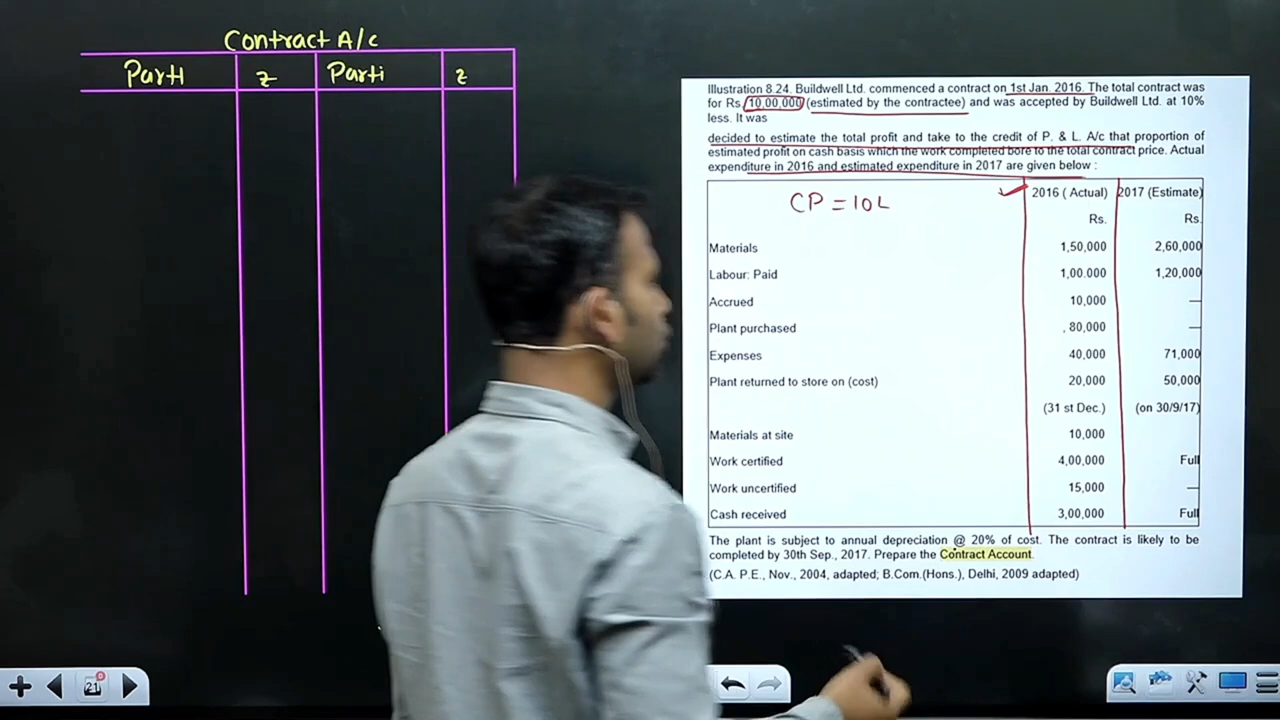 Contract A/c
Parti ₹ Parti ₹
Illustration 8.24. Buildwell Ltd. commenced a contract on 1st Jan. 2016. The total contract was
for Rs. 10,00,000 (estimated by the contractee) and was accepted by Buildwell Ltd. at 10%
less. It was
decided to estimate the total profit and take to the credit of P. & L. A/c that proportion of
estimated profit on cash basis which the work completed bore to the total contract price. Actual
expenditure in 2016 and estimated expenditure in 2017 are given below :
CP = 10L
2016 ( Actual) 2017 (Estimate)
Rs. Rs.
Materials 1,50,000 2,60,000
Labour: Paid 1,00.000 1,20,000
Accrued 10,000 —
Plant purchased 80,000 —
Expenses 40,000 71,000
Plant returned to store on (cost) 20,000 50,000
(31 st Dec.) (on 30/9/17)
Materials at site 10,000
Work certified 4,00,000 Full
Work uncertified 15,000 —
Cash received 3,00,000 Full
The plant is subject to annual depreciation @ 20% of cost. The contract is likely to be
completed by 30th Sep., 2017. Prepare the Contract Account.
(C.A. P.E., Nov., 2004, adapted; B.Com.(Hons.), Delhi, 2009 adapted)
21